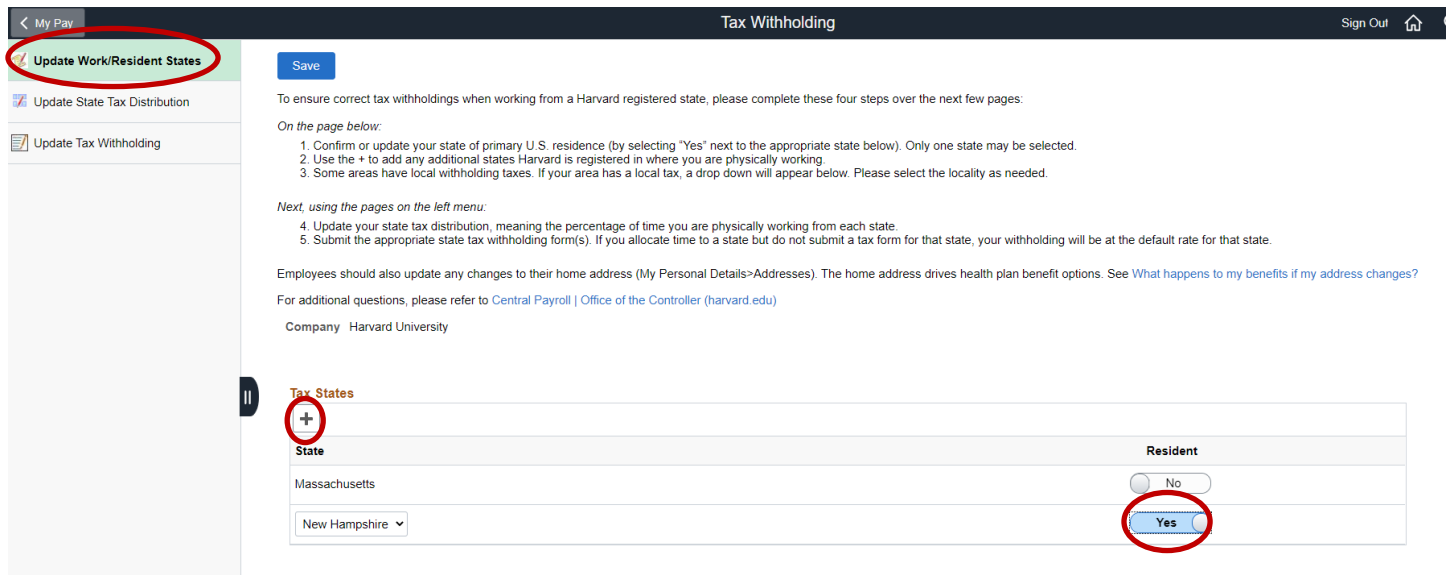 My Pay
Tax Withholding
Sign Out
Update Work/Resident States
Update State Tax Distribution
Update Tax Withholding
Save
To ensure correct tax withholdings when working from a Harvard registered state, please complete these four steps over the next few pages:
On the page below:
1. Confirm or update your state of primary U.S. residence (by selecting "Yes" next to the appropriate state below). Only one state may be selected.
2. Use the + to add any additional states Harvard is registered in where you are physically working.
3. Some areas have local withholding taxes. If your area has a local tax, a drop down will appear below. Please select the locality as needed.
Next, using the pages on the left menu:
4. Update your state tax distribution, meaning the percentage of time you are physically working from each state.
5. Submit the appropriate state tax withholding form(s). If you allocate time to a state but do not submit a tax form for that state, your withholding will be at the default rate for that state.
Employees should also update any changes to their home address (My Personal Details>Addresses). The home address drives health plan benefit options. See What happens to my benefits if my address changes?
For additional questions, please refer to Central Payroll | Office of the Controller (harvard.edu)
Company Harvard University
Tax States
+
State Resident
Massachusetts No
New Hampshire Yes